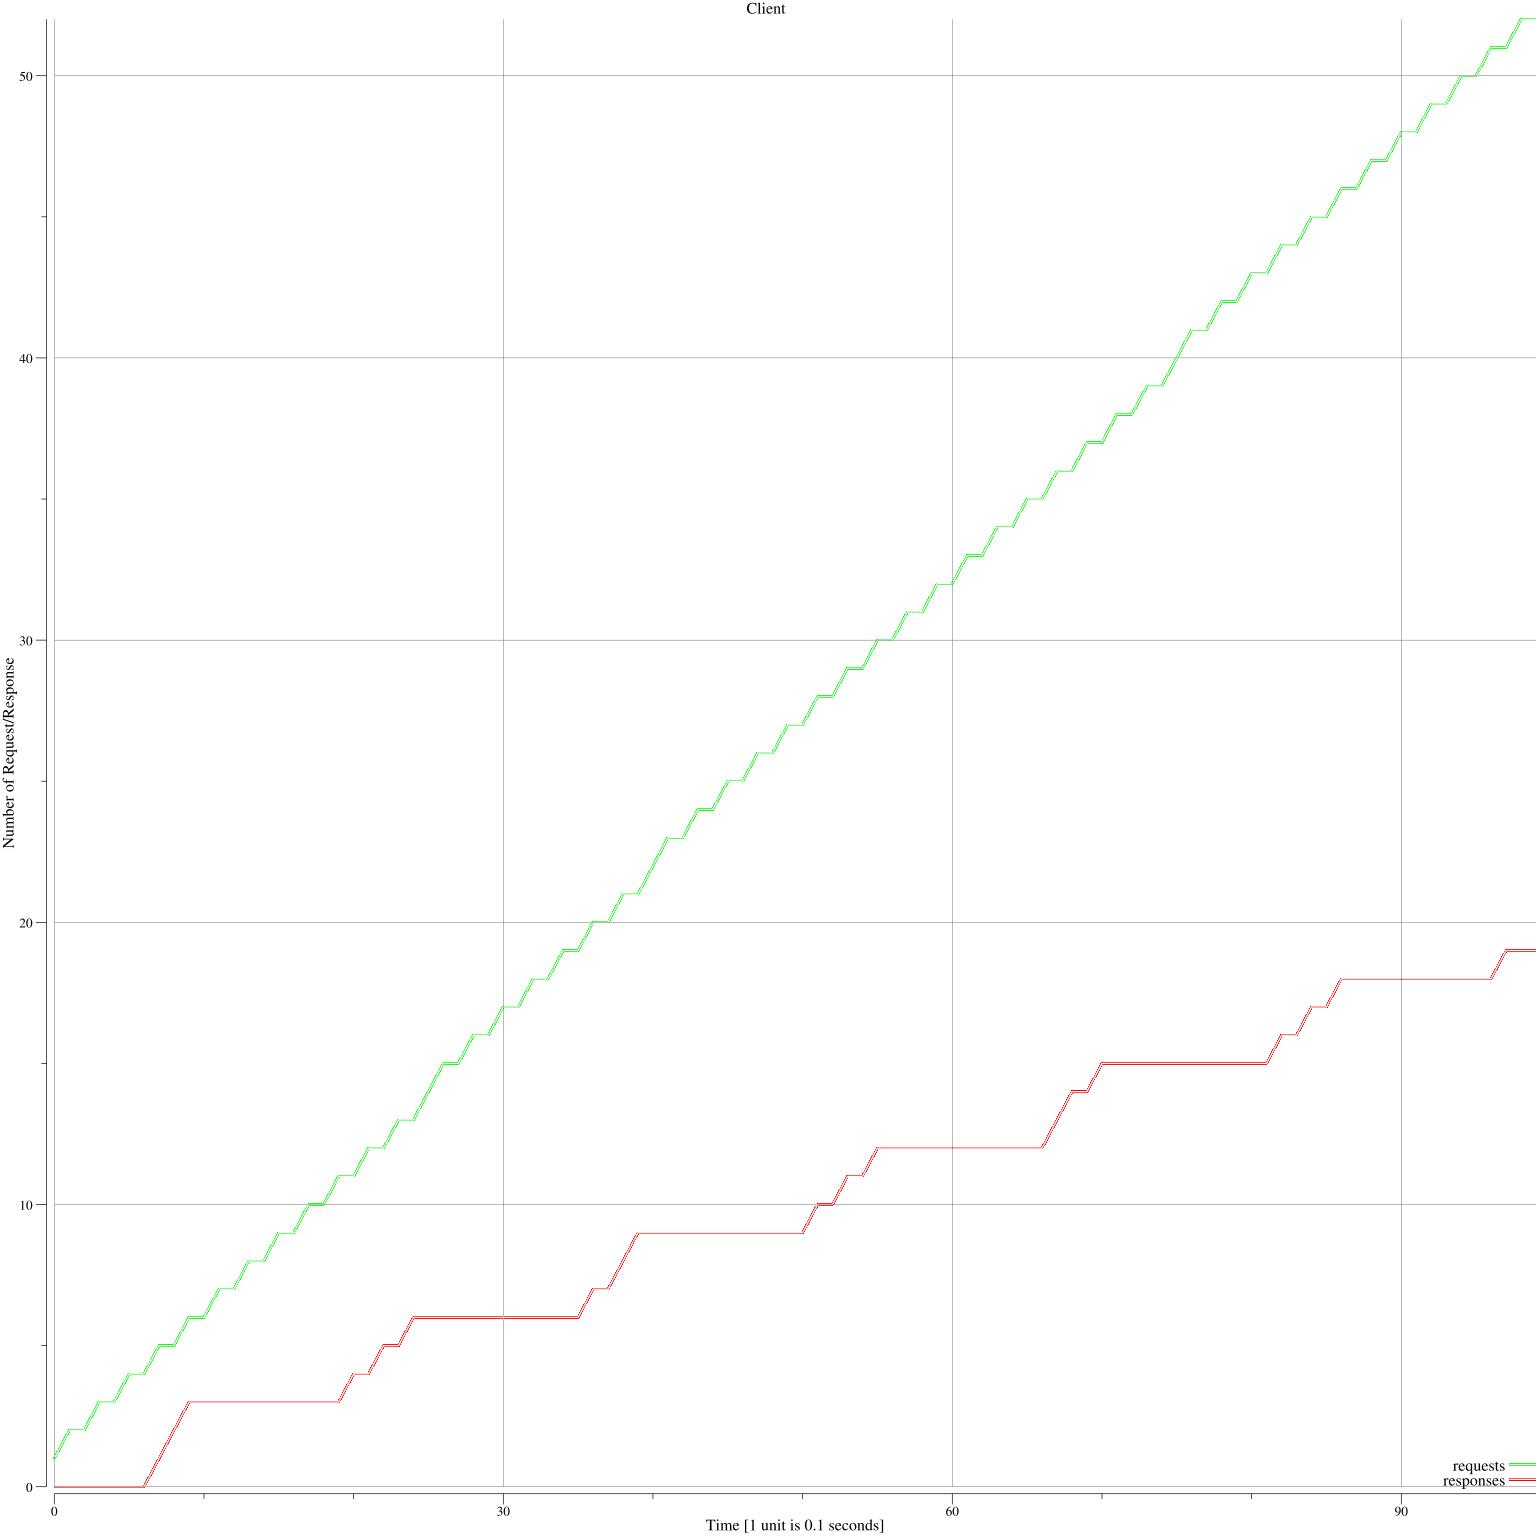 Client
50
40
30
20
10
0
Number of Request/Response
requests
responses
0 30 60 90
Time [1 unit is 0.1 seconds]